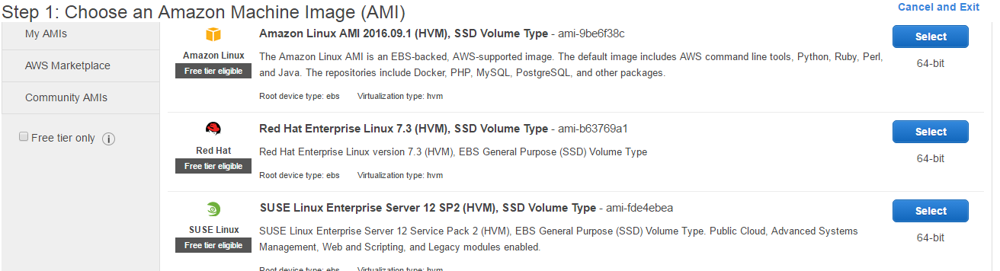 Step 1: Choose an Amazon Machine Image (AMI)
Cancel and Exit
My AMIs
AWS Marketplace
Community AMIs
Free tier only
Amazon Linux
Free tier eligible
Amazon Linux AMI 2016.09.1 (HVM), SSD Volume Type - ami-9be6f38c
The Amazon Linux AMI is an EBS-backed, AWS-supported image. The default image includes AWS command line tools, Python, Ruby, Perl,
and Java. The repositories include Docker, PHP, MySQL, PostgreSQL, and other packages.
Root device type: ebs Virtualization type: hvm
Select
64-bit
Red Hat
Free tier eligible
Red Hat Enterprise Linux 7.3 (HVM), SSD Volume Type - ami-b63769a1
Red Hat Enterprise Linux version 7.3 (HVM), EBS General Purpose (SSD) Volume Type
Root device type: ebs Virtualization type: hvm
Select
64-bit
SUSE Linux
Free tier eligible
SUSE Linux Enterprise Server 12 SP2 (HVM), SSD Volume Type - ami-fde4ebea
SUSE Linux Enterprise Server 12 Service Pack 2 (HVM), EBS General Purpose (SSD) Volume Type. Public Cloud, Advanced Systems
Management, Web and Scripting, and Legacy modules enabled.
Root device type: ebs Virtualization type: hvm
Select
64-bit